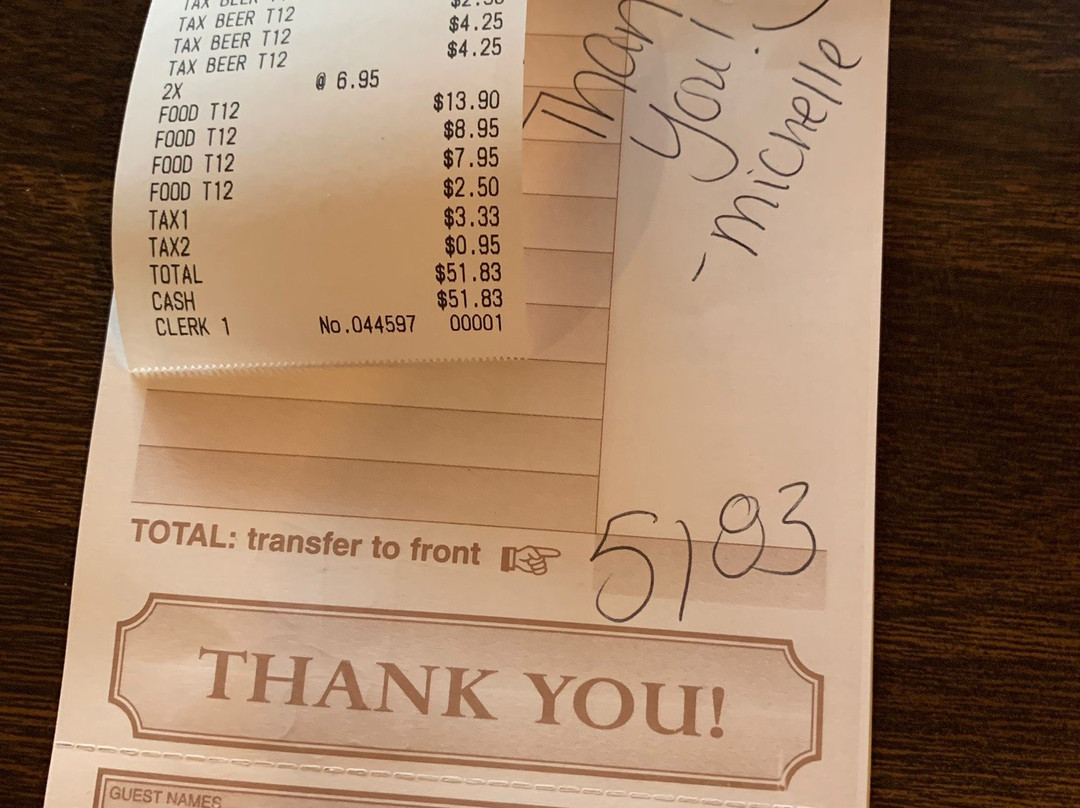 TAX BEER T12
TAX BEER T12 $4.25
TAX BEER T12 $4.25
2X @ 6.95
FOOD T12 $13.90
FOOD T12 $8.95
FOOD T12 $7.95
FOOD T12 $2.50
TAX1 $3.33
TAX2 $0.95
TOTAL $51.83
CASH $51.83
CLERK 1 No.044597 00001
Thank
You!
- Michelle
TOTAL: transfer to front 51 83
THANK YOU!
GUEST NAMES